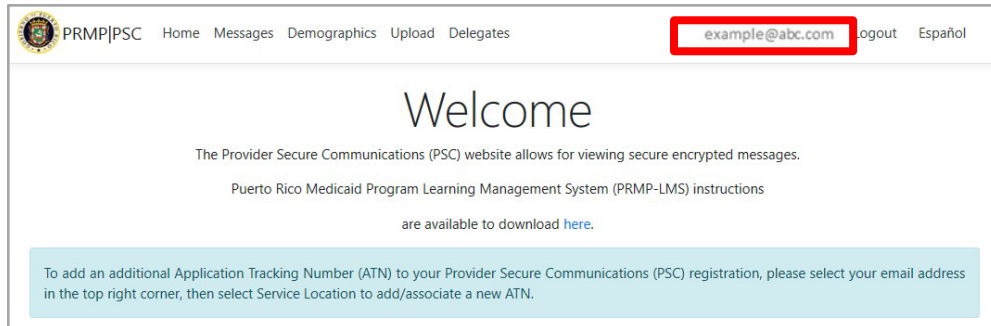 PRMP|PSC Home Messages Demographics Upload Delegates example@abc.com Logout Español
Welcome
The Provider Secure Communications (PSC) website allows for viewing secure encrypted messages.
Puerto Rico Medicaid Program Learning Management System (PRMP-LMS) instructions
are available to download here.
To add an additional Application Tracking Number (ATN) to your Provider Secure Communications (PSC) registration, please select your email address
in the top right corner, then select Service Location to add/associate a new ATN.